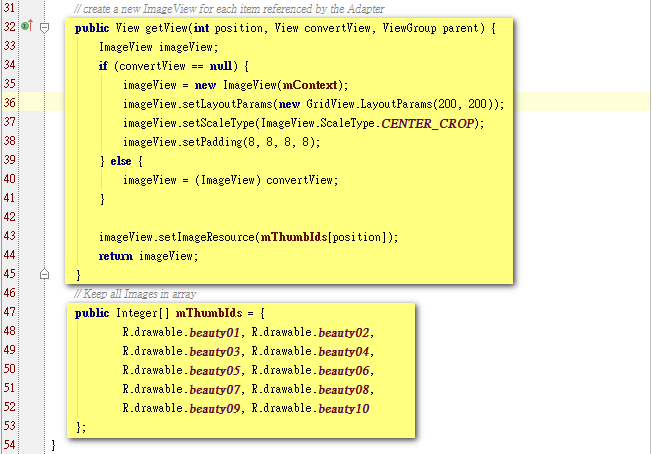 31 // create a new ImageView for each item referenced by the Adapter
32 public View getView(int position, View convertView, ViewGroup parent) {
33 ImageView imageView;
34 if (convertView == null) {
35 imageView = new ImageView(mContext);
36 imageView.setLayoutParams(new GridView.LayoutParams(200, 200));
37 imageView.setScaleType(ImageView.ScaleType.CENTER_CROP);
38 imageView.setPadding(8, 8, 8, 8);
39 } else {
40 imageView = (ImageView) convertView;
41 }
42
43 imageView.setImageResource(mThumbIds[position]);
44 return imageView;
45 }
46 // Keep all Images in array
47 public Integer[] mThumbIds = {
48 R.drawable.beauty01, R.drawable.beauty02,
49 R.drawable.beauty03, R.drawable.beauty04,
50 R.drawable.beauty05, R.drawable.beauty06,
51 R.drawable.beauty07, R.drawable.beauty08,
52 R.drawable.beauty09, R.drawable.beauty10
53 };
54 }